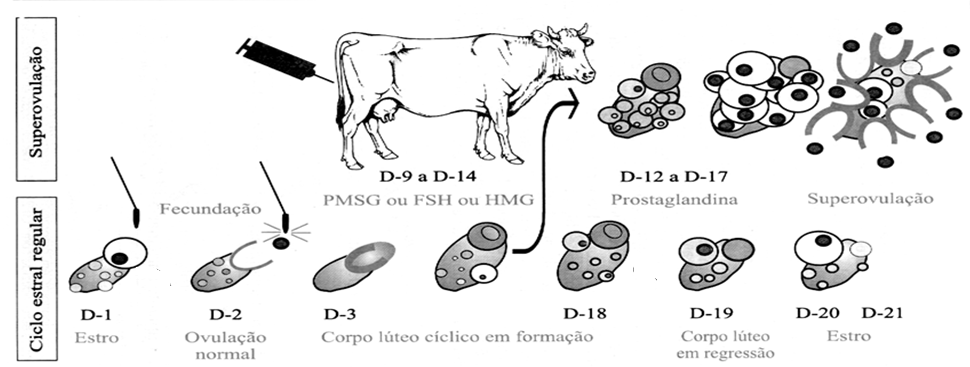 Superovulação
D-9 a D-14
D-12 a D-17
PMSG ou FSH ou HMG
Prostaglandina
Superovulação
Ciclo estral regular
Fecundação
D-1
D-2
D-3
D-18
D-19
D-20
D-21
Estro
Ovulação
normal
Corpo lúteo cíclico em formação
Corpo lúteo
em regressão
Estro